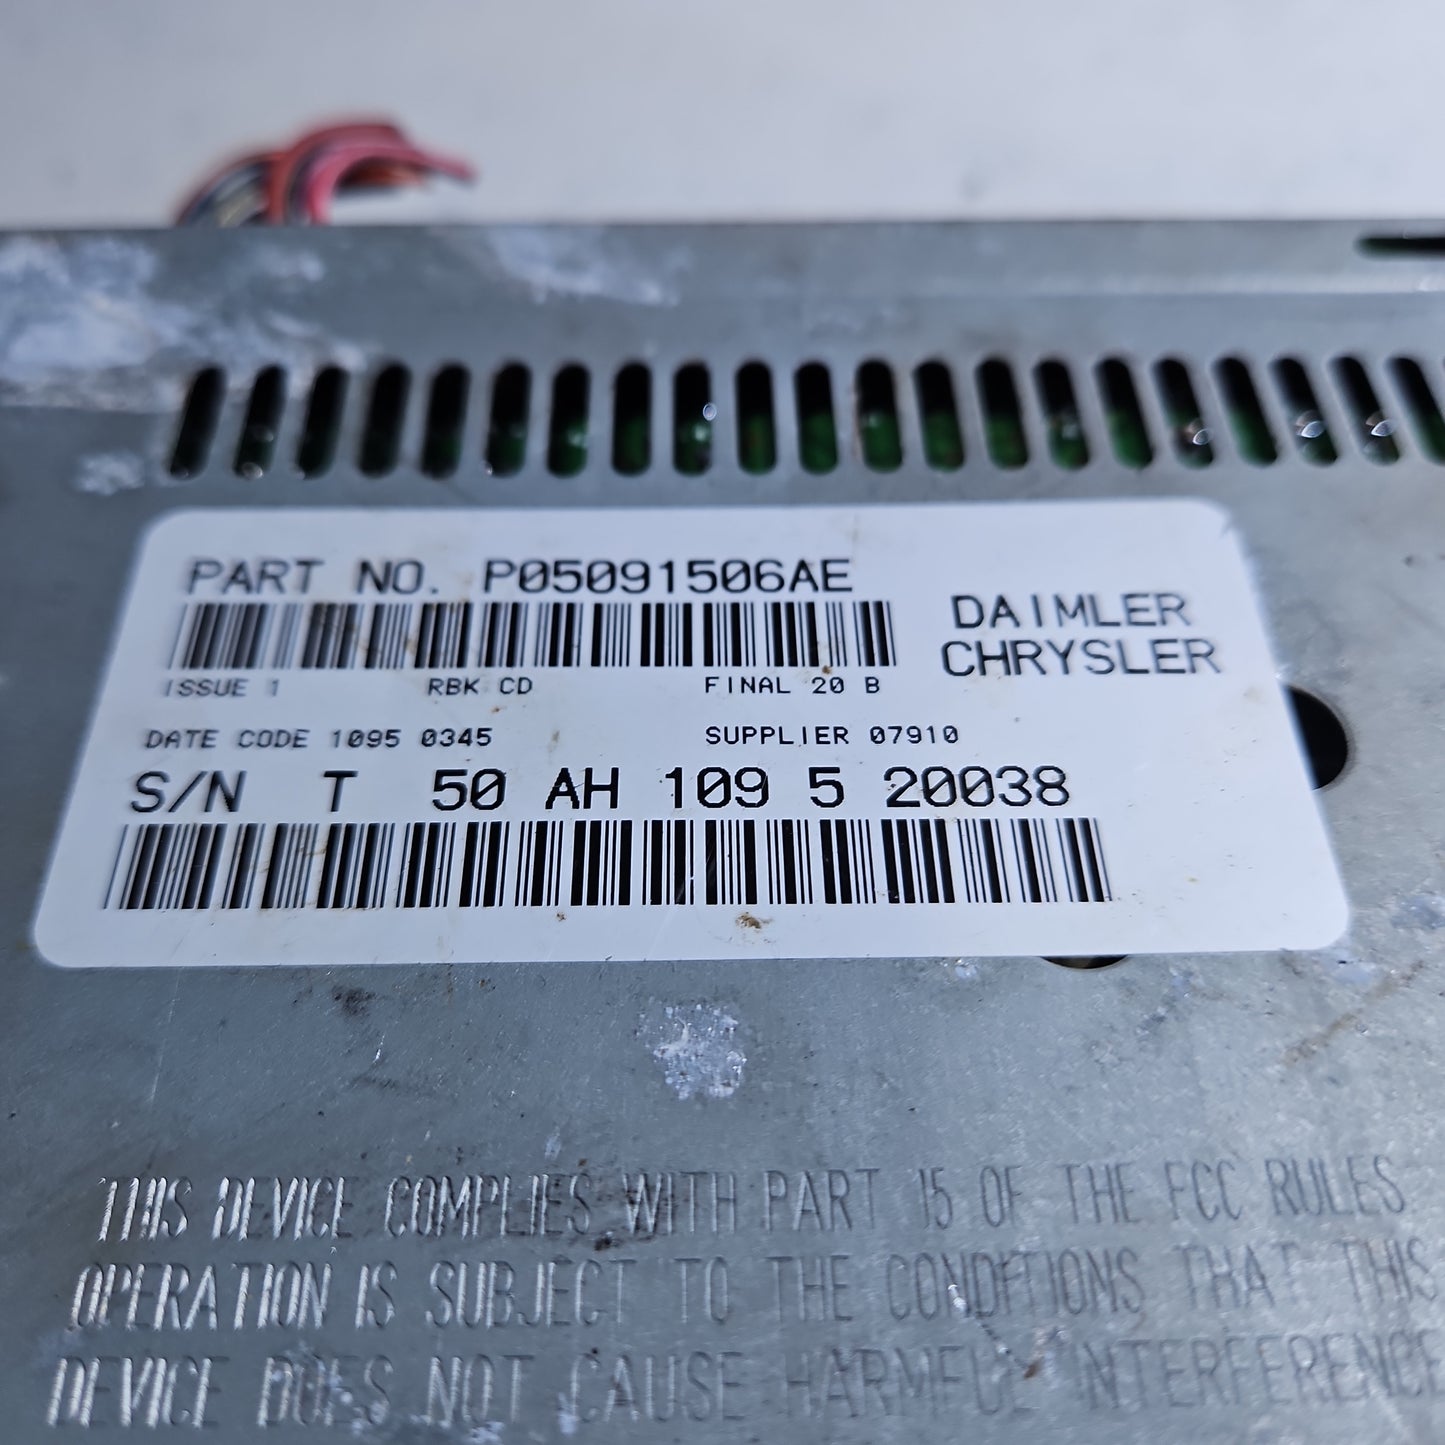 PART NO. P05091506AE
DAIMLER
CHRYSLER
ISSUE 1 RBK CD FINAL 20 B
DATE CODE 1095 0345 SUPPLIER 07910
S/N T 50 AH 109 5 20038
THIS DEVICE COMPLIES WITH PART 15 OF THE FCC RULES.
OPERATION IS SUBJECT TO THE CONDITIONS THAT THIS
DEVICE DOES NOT CAUSE HARMFUL INTERFERENCE